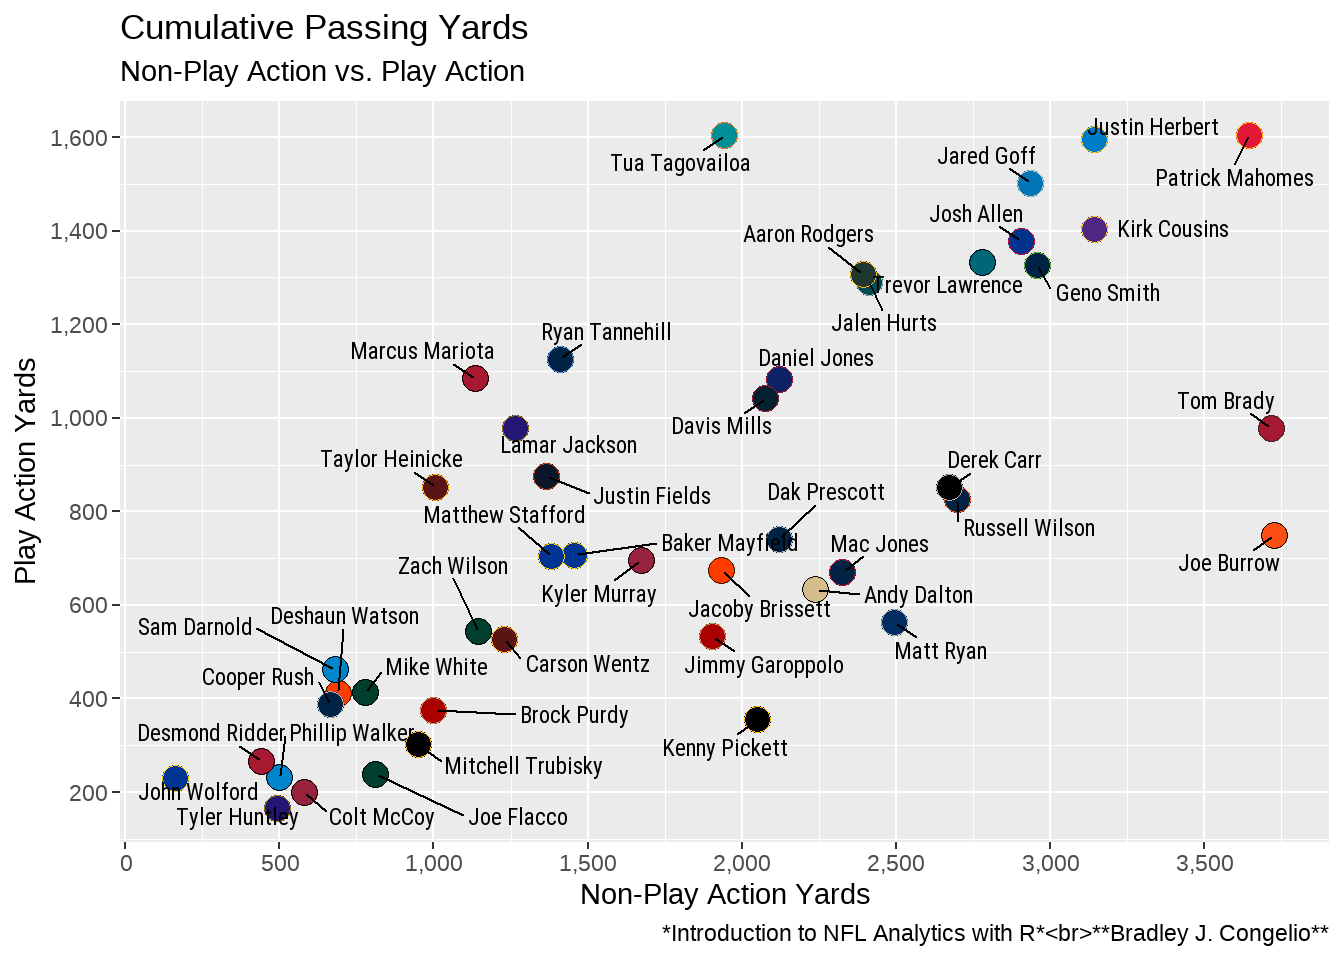 Cumulative Passing Yards
Non-Play Action vs. Play Action
Play Action Yards
1,600
1,400
1,200
1,000
800
600
400
200
Justin Herbert
Tua Tagovailoa
Jared Goff
Patrick Mahomes
Josh Allen
Kirk Cousins
Aaron Rodgers
Trevor Lawrence
Geno Smith
Jalen Hurts
Ryan Tannehill
Marcus Mariota
Daniel Jones
Tom Brady
Davis Mills
Lamar Jackson
Taylor Heinicke
Derek Carr
Justin Fields
Dak Prescott
Matthew Stafford
Russell Wilson
Baker Mayfield
Mac Jones
Zach Wilson
Joe Burrow
Kyler Murray
Andy Dalton
Jacoby Brissett
Deshaun Watson
Sam Darnold
Matt Ryan
Carson Wentz
Jimmy Garoppolo
Mike White
Cooper Rush
Brock Purdy
Desmond Ridder
Phillip Walker
Kenny Pickett
Mitchell Trubisky
John Wolford
Tyler Huntley
Colt McCoy
Joe Flacco
0
500
1,000
1,500
2,000
2,500
3,000
3,500
Non-Play Action Yards
*Introduction to NFL Analytics with R*<br>**Bradley J. Congelio**